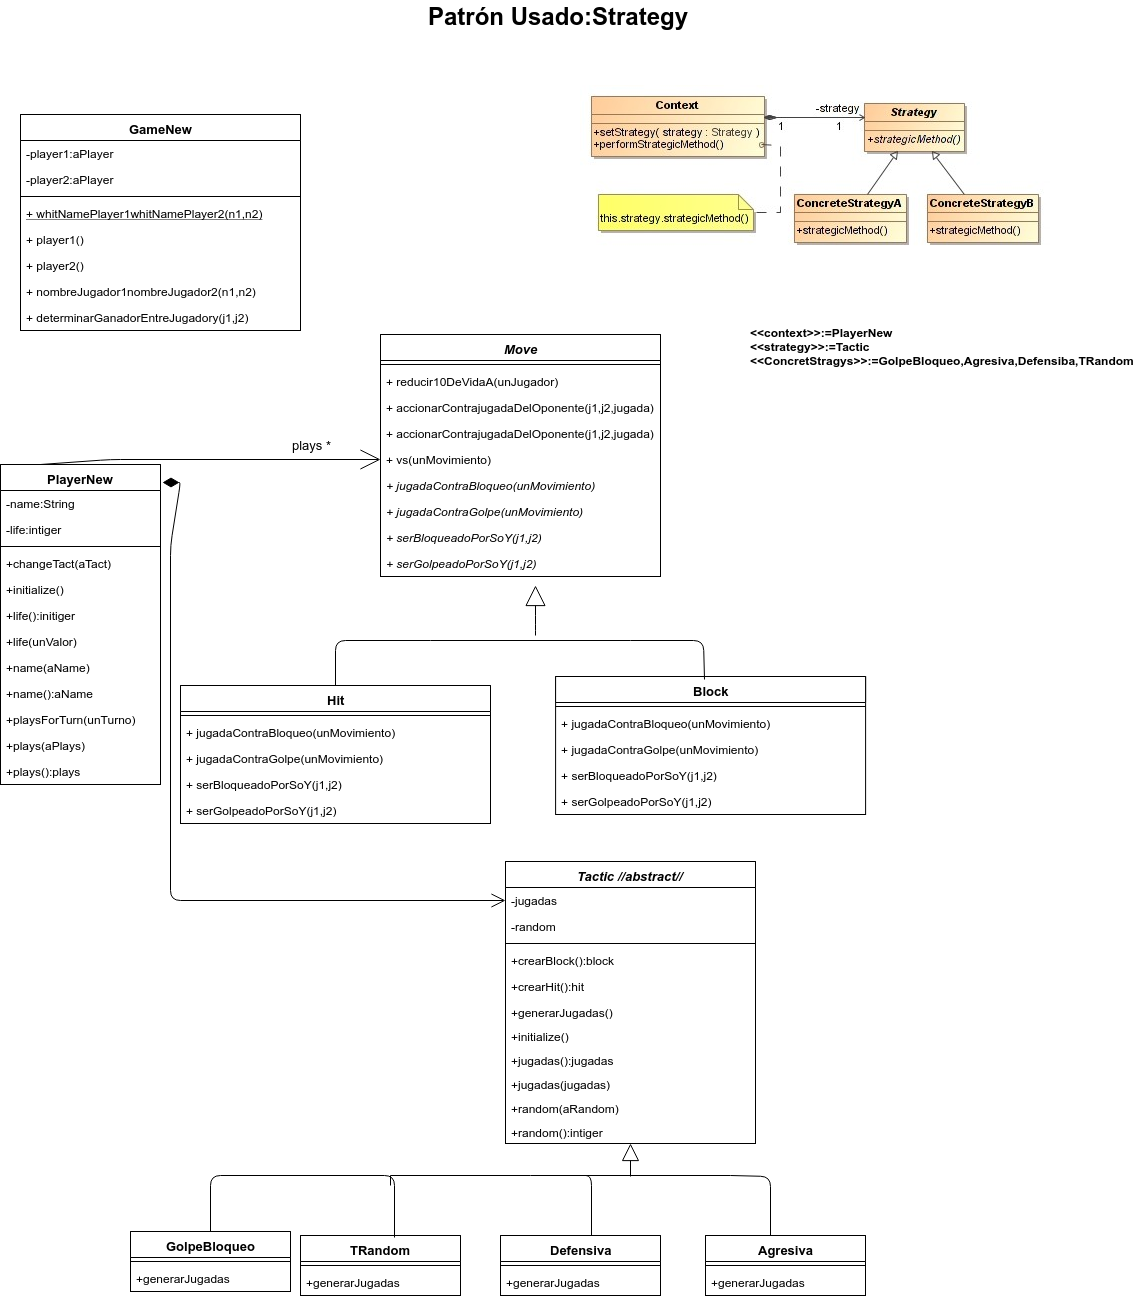 Patrón Usado:Strategy
GameNew
-player1:aPlayer
-player2:aPlayer
+ whitNamePlayer1whitNamePlayer2(n1,n2)
+ player1()
+ player2()
+ nombreJugador1nombreJugador2(n1,n2)
+ determinarGanadorEntreJugadory(j1,j2)
Context
+setStrategy( strategy : Strategy )
+performStrategicMethod()
-strategy
1
1
Strategy
+strategicMethod()
this.strategy.strategicMethod()
ConcreteStrategyA
+strategicMethod()
ConcreteStrategyB
+strategicMethod()
<<context>>:=PlayerNew
<<strategy>>:=Tactic
<<ConcretStragys>>:=GolpeBloqueo,Agresiva,Defensiba,TRandom
Move
+ reducir10DeVidaA(unJugador)
+ accionarContrajugadaDelOponente(j1,j2,jugada)
+ accionarContrajugadaDelOponente(j1,j2,jugada)
+ vs(unMovimiento)
+ jugadaContraBloqueo(unMovimiento)
+ jugadaContraGolpe(unMovimiento)
+ serBloqueadoPorSoY(j1,j2)
+ serGolpeadoPorSoY(j1,j2)
plays *
PlayerNew
-name:String
-life:intiger
+changeTact(aTact)
+initialize()
+life():initiger
+life(unValor)
+name(aName)
+name():aName
+playsForTurn(unTurno)
+plays(aPlays)
+plays():plays
Hit
+ jugadaContraBloqueo(unMovimiento)
+ jugadaContraGolpe(unMovimiento)
+ serBloqueadoPorSoY(j1,j2)
+ serGolpeadoPorSoY(j1,j2)
Block
+ jugadaContraBloqueo(unMovimiento)
+ jugadaContraGolpe(unMovimiento)
+ serBloqueadoPorSoY(j1,j2)
+ serGolpeadoPorSoY(j1,j2)
Tactic //abstract//
-jugadas
-random
+crearBlock():block
+crearHit():hit
+generarJugadas()
+initialize()
+jugadas():jugadas
+jugadas(jugadas)
+random(aRandom)
+random():intiger
GolpeBloqueo
+generarJugadas
TRandom
+generarJugadas
Defensiva
+generarJugadas
Agresiva
+generarJugadas